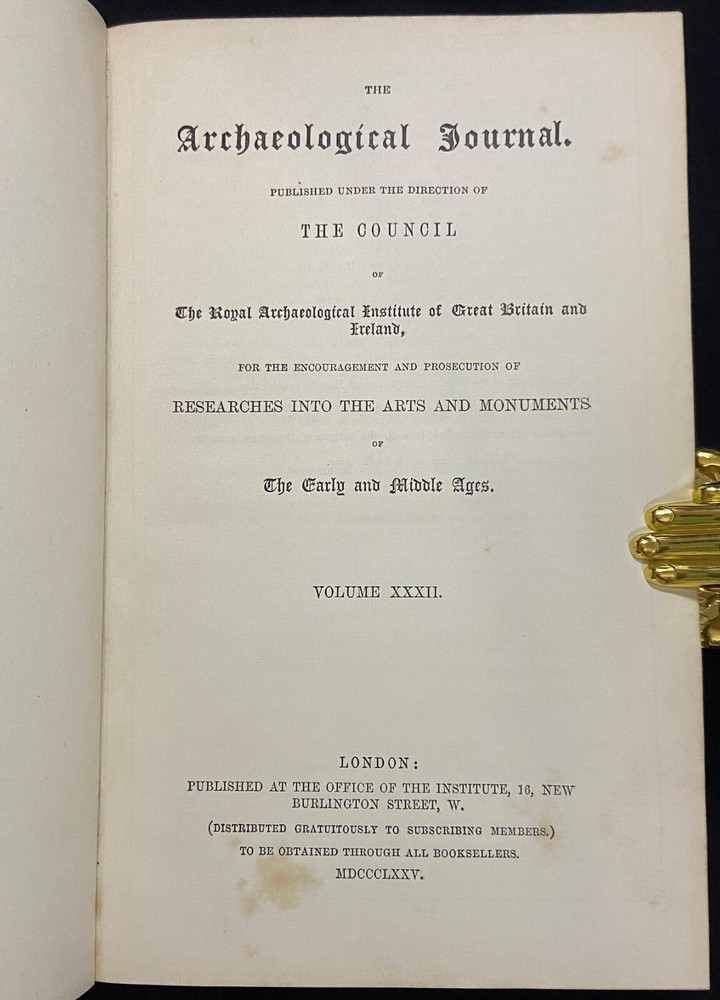 THE
Archaeological Journal.
PUBLISHED UNDER THE DIRECTION OF
THE COUNCIL
OF
The Royal Archaeological Institute of Great Britain and
Ireland,
FOR THE ENCOURAGEMENT AND PROSECUTION OF
RESEARCHES INTO THE ARTS AND MONUMENTS
OF
The Early and Middle Ages.
VOLUME XXXII.
LONDON:
PUBLISHED AT THE OFFICE OF THE INSTITUTE, 16, NEW
BURLINGTON STREET, W.
(DISTRIBUTED GRATUITOUSLY TO SUBSCRIBING MEMBERS.)
TO BE OBTAINED THROUGH ALL BOOKSELLERS.
MDCCCLXXV.